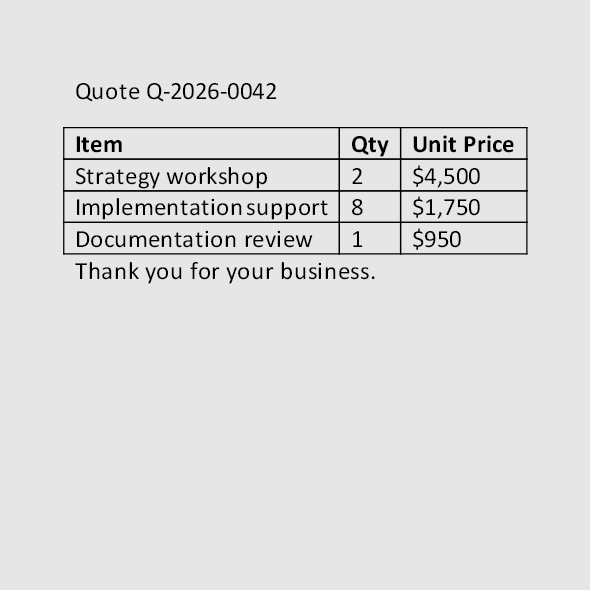 Quote Q-2026-0042
Item Qty Unit Price
Strategy workshop 2 $4,500
Implementation support 8 $1,750
Documentation review 1 $950
Thank you for your business.